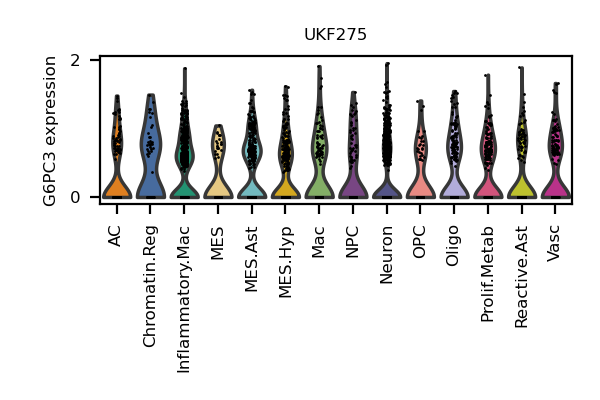 UKF275
G6PC3 expression
2
0
AC
Chromatin.Reg
Inflammatory.Mac
MES
MES.Ast
MES.Hyp
Mac
NPC
Neuron
OPC
Oligo
Prolif.Metab
Reactive.Ast
Vasc